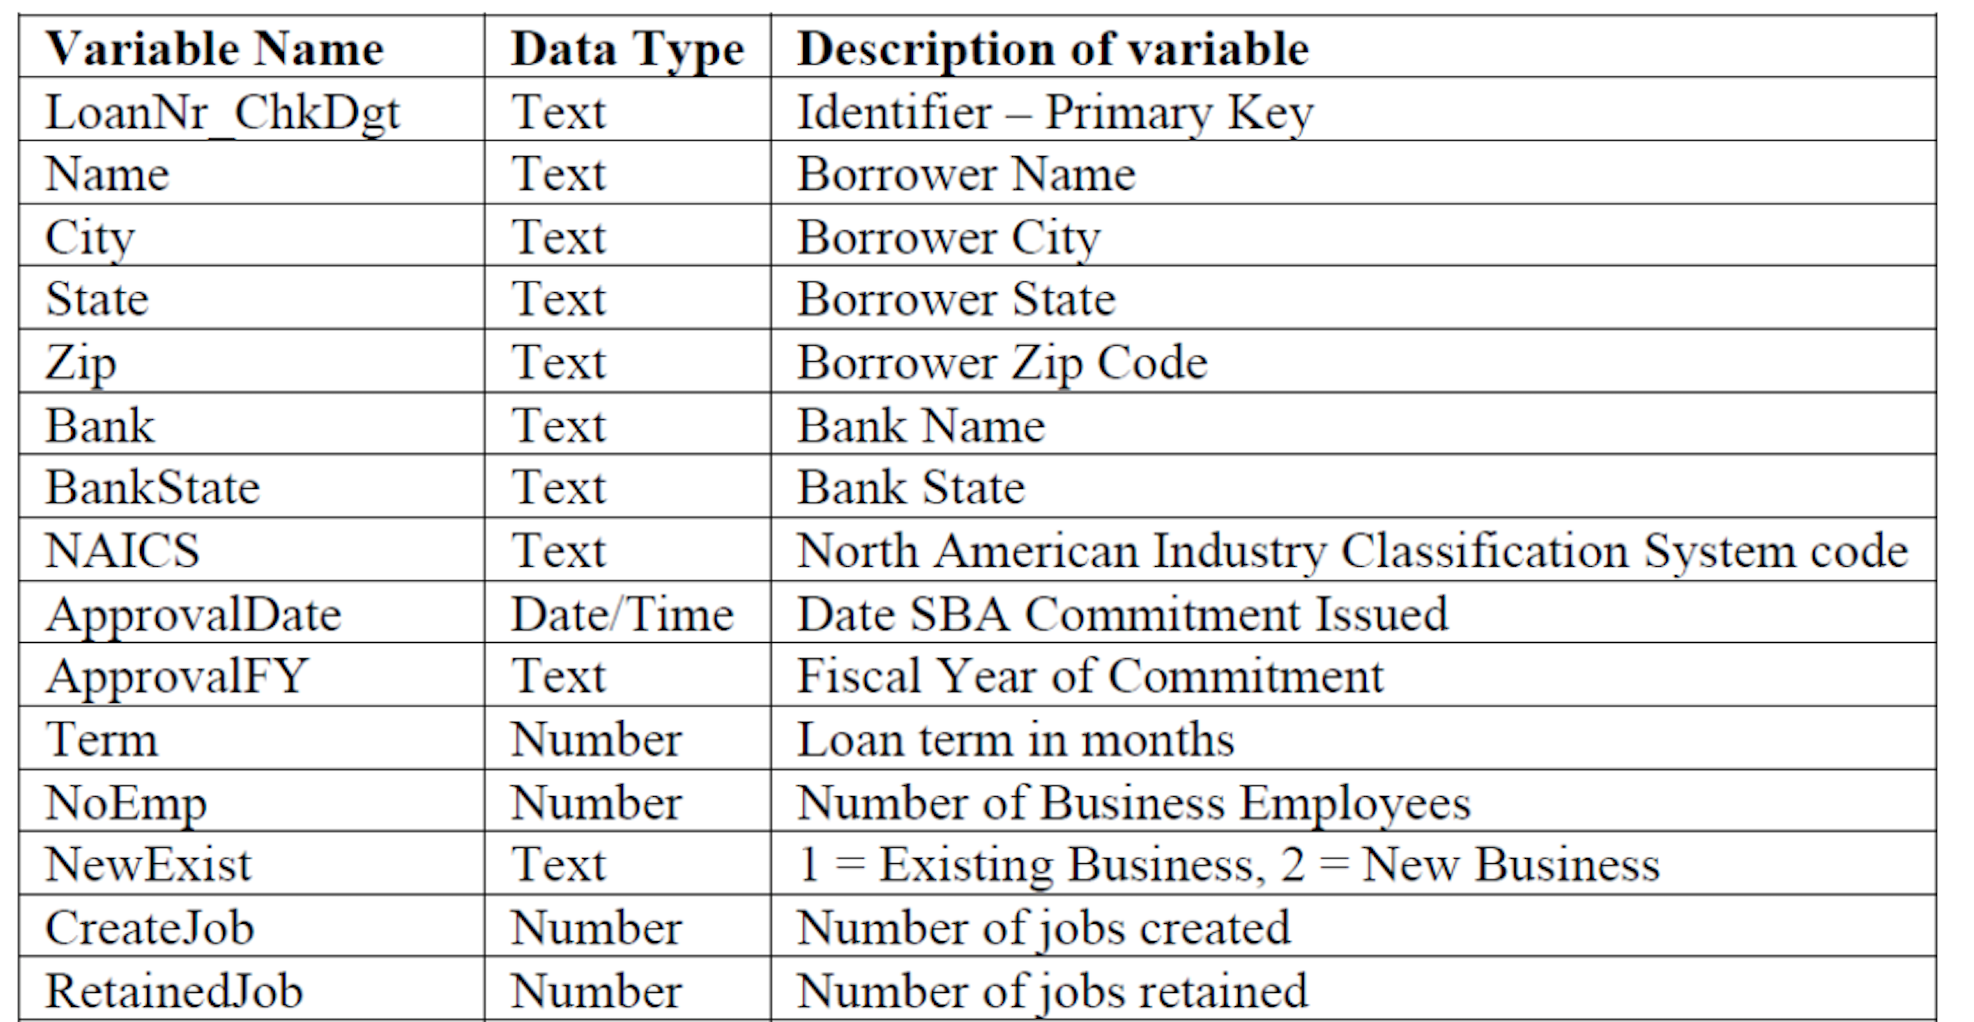 Variable Name Data Type Description of variable
LoanNr_ChkDgt Text Identifier – Primary Key
Name Text Borrower Name
City Text Borrower City
State Text Borrower State
Zip Text Borrower Zip Code
Bank Text Bank Name
BankState Text Bank State
NAICS Text North American Industry Classification System code
ApprovalDate Date/Time Date SBA Commitment Issued
ApprovalFY Text Fiscal Year of Commitment
Term Number Loan term in months
NoEmp Number Number of Business Employees
NewExist Text 1 = Existing Business, 2 = New Business
CreateJob Number Number of jobs created
RetainedJob Number Number of jobs retained